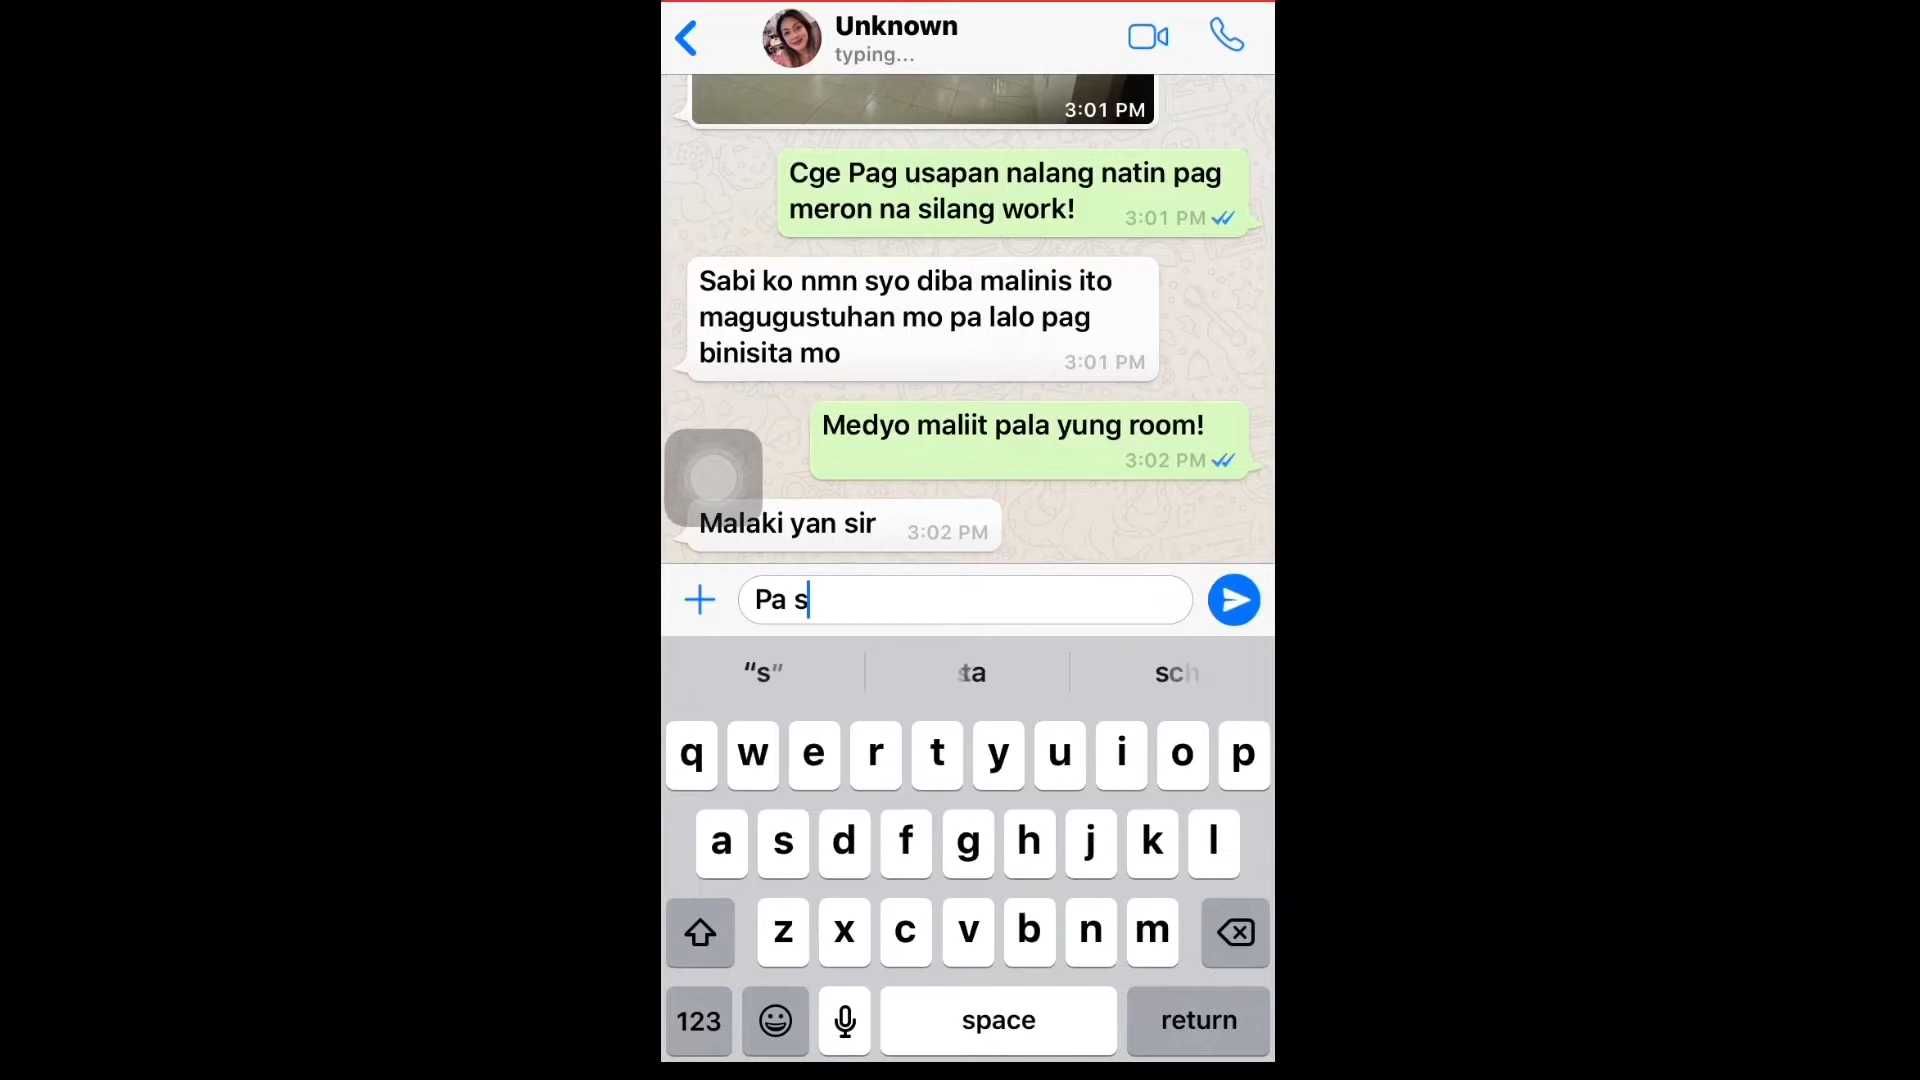 Unknown
typing...
3:01 PM
Cge Pag usapan nalang natin pag
meron na silang work!
3:01 PM
Sabi ko nmn syo diba malinis ito
magugustuhan mo pa lalo pag
binisita mo
3:01 PM
Medyo maliit pala yung room!
3:02 PM
Malaki yan sir 3:02 PM
Pa s
“s” ta sch
q w e r t y u i o p
a s d f g h j k l
z x c v b n m
123 space return